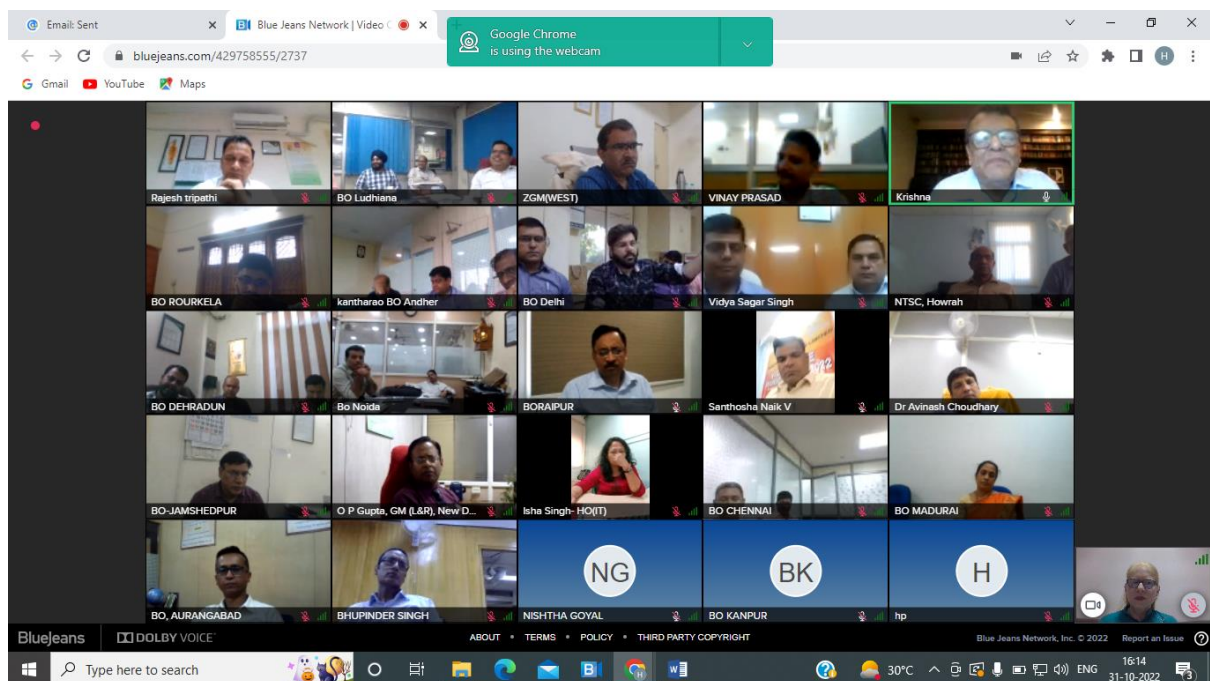 Email: Sent
Blue Jeans Network | Video C
Google Chrome
is using the webcam
bluejeans.com/429758555/2737
H
Gmail
YouTube
Maps
Rajesh tripathi
BO Ludhiana
ZGM(WEST)
VINAY PRASAD
Krishna
BO ROURKELA
kantharao BO Andher
BO Delhi
Vidya Sagar Singh
NTSC, Howrah
BO DEHRADUN
Bo Noida
BORAIPUR
Santhosha Naik V
Dr Avinash Choudhary
BO-JAMSHEDPUR
O P Gupta, GM (L&R), New D...
Isha Singh- HO(IT)
BO CHENNAI
BO MADURAI
NG
BK
H
BO, AURANGABAD
BHUPINDER SINGH
NISHTHA GOYAL
BO KANPUR
hp
BlueJeans
DOLBY VOICE
ABOUT • TERMS • POLICY • THIRD PARTY COPYRIGHT
Blue Jeans Network, Inc. © 2022
Report an Issue
Type here to search
30°C
ENG
16:14
31-10-2022
3